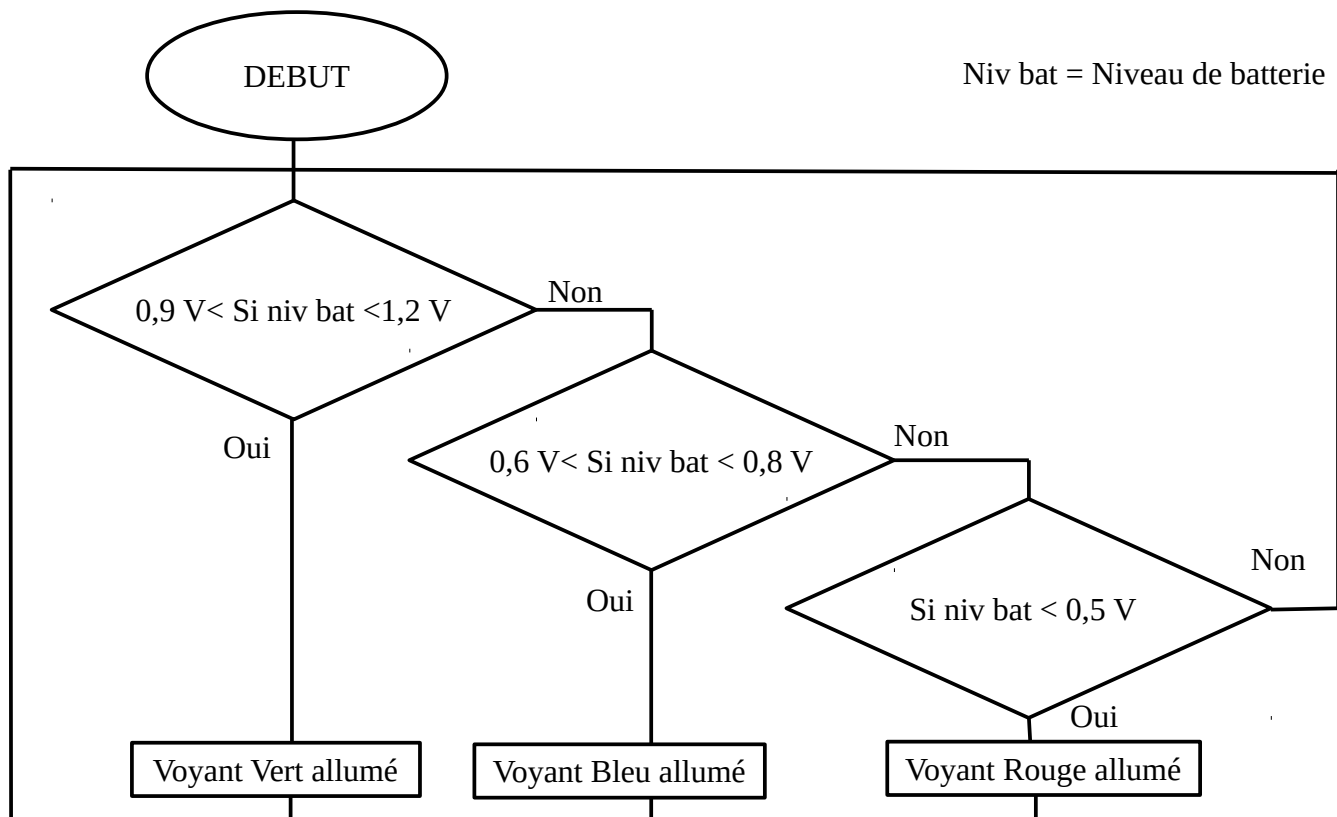 DEBUT
Niv bat = Niveau de batterie
0,9 V< Si niv bat <1,2 V
Non
Oui
0,6 V< Si niv bat < 0,8 V
Non
Oui
Si niv bat < 0,5 V
Non
Oui
Voyant Vert allumé
Voyant Bleu allumé
Voyant Rouge allumé